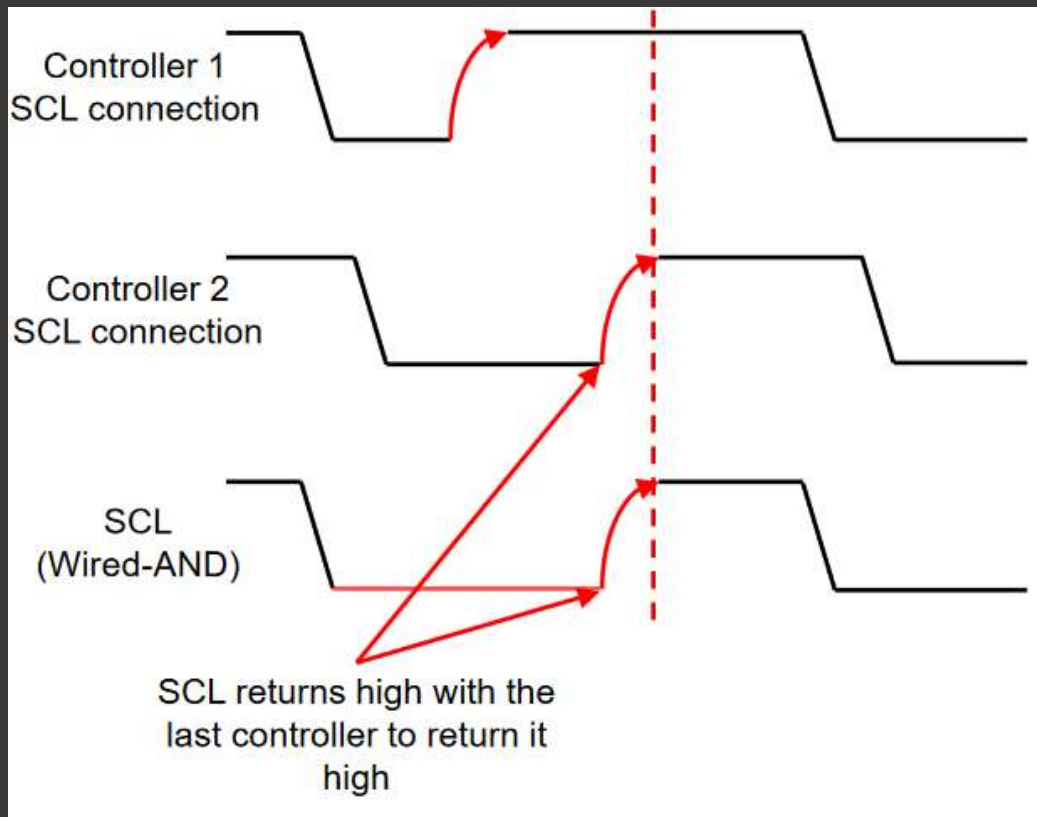 Controller 1
SCL connection
Controller 2
SCL connection
SCL
(Wired-AND)
SCL returns high with the
last controller to return it
high